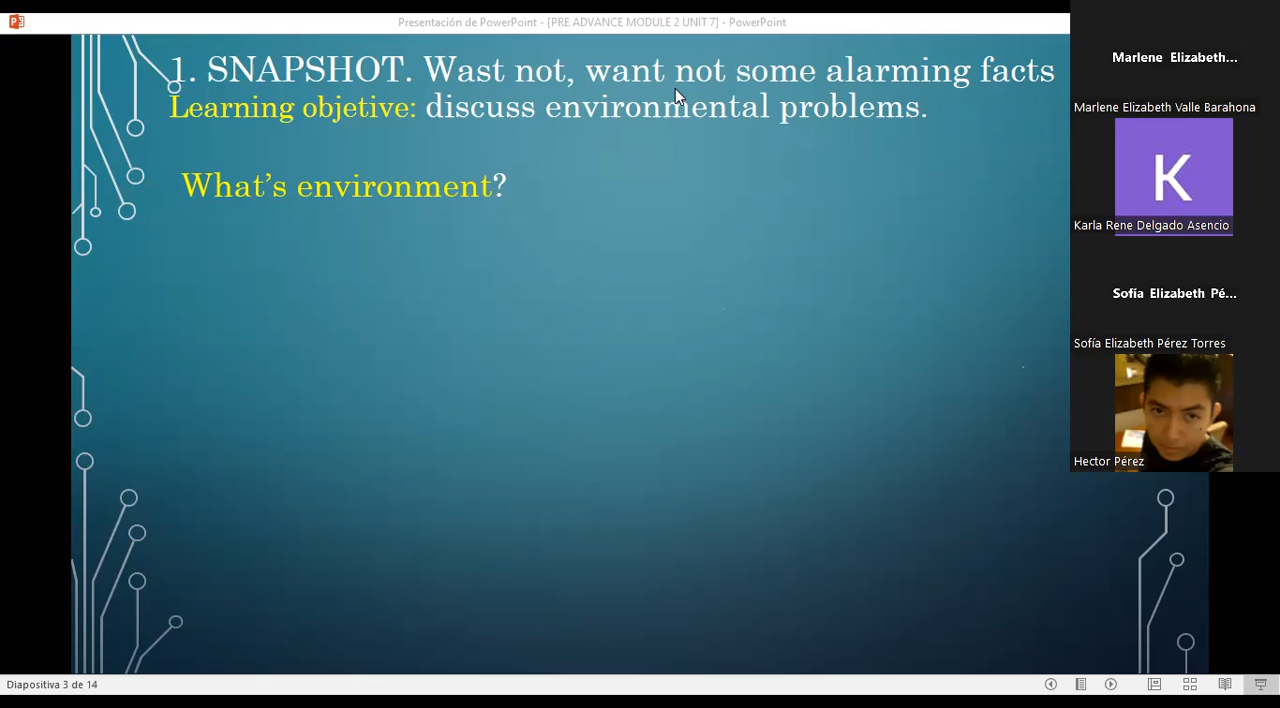 Presentación de PowerPoint - [PRE ADVANCE MODULE 2 UNIT 7] - PowerPoint
1. SNAPSHOT. Wast not, want not some alarming facts
Learning objetive: discuss environmental problems.
What's environment?
Marlene Elizabeth...
Marlene Elizabeth Valle Barahona
K
Karla Rene Delgado Asencio
Sofía Elizabeth Pé...
Sofía Elizabeth Pérez Torres
Hector Pérez
Diapositiva 3 de 14